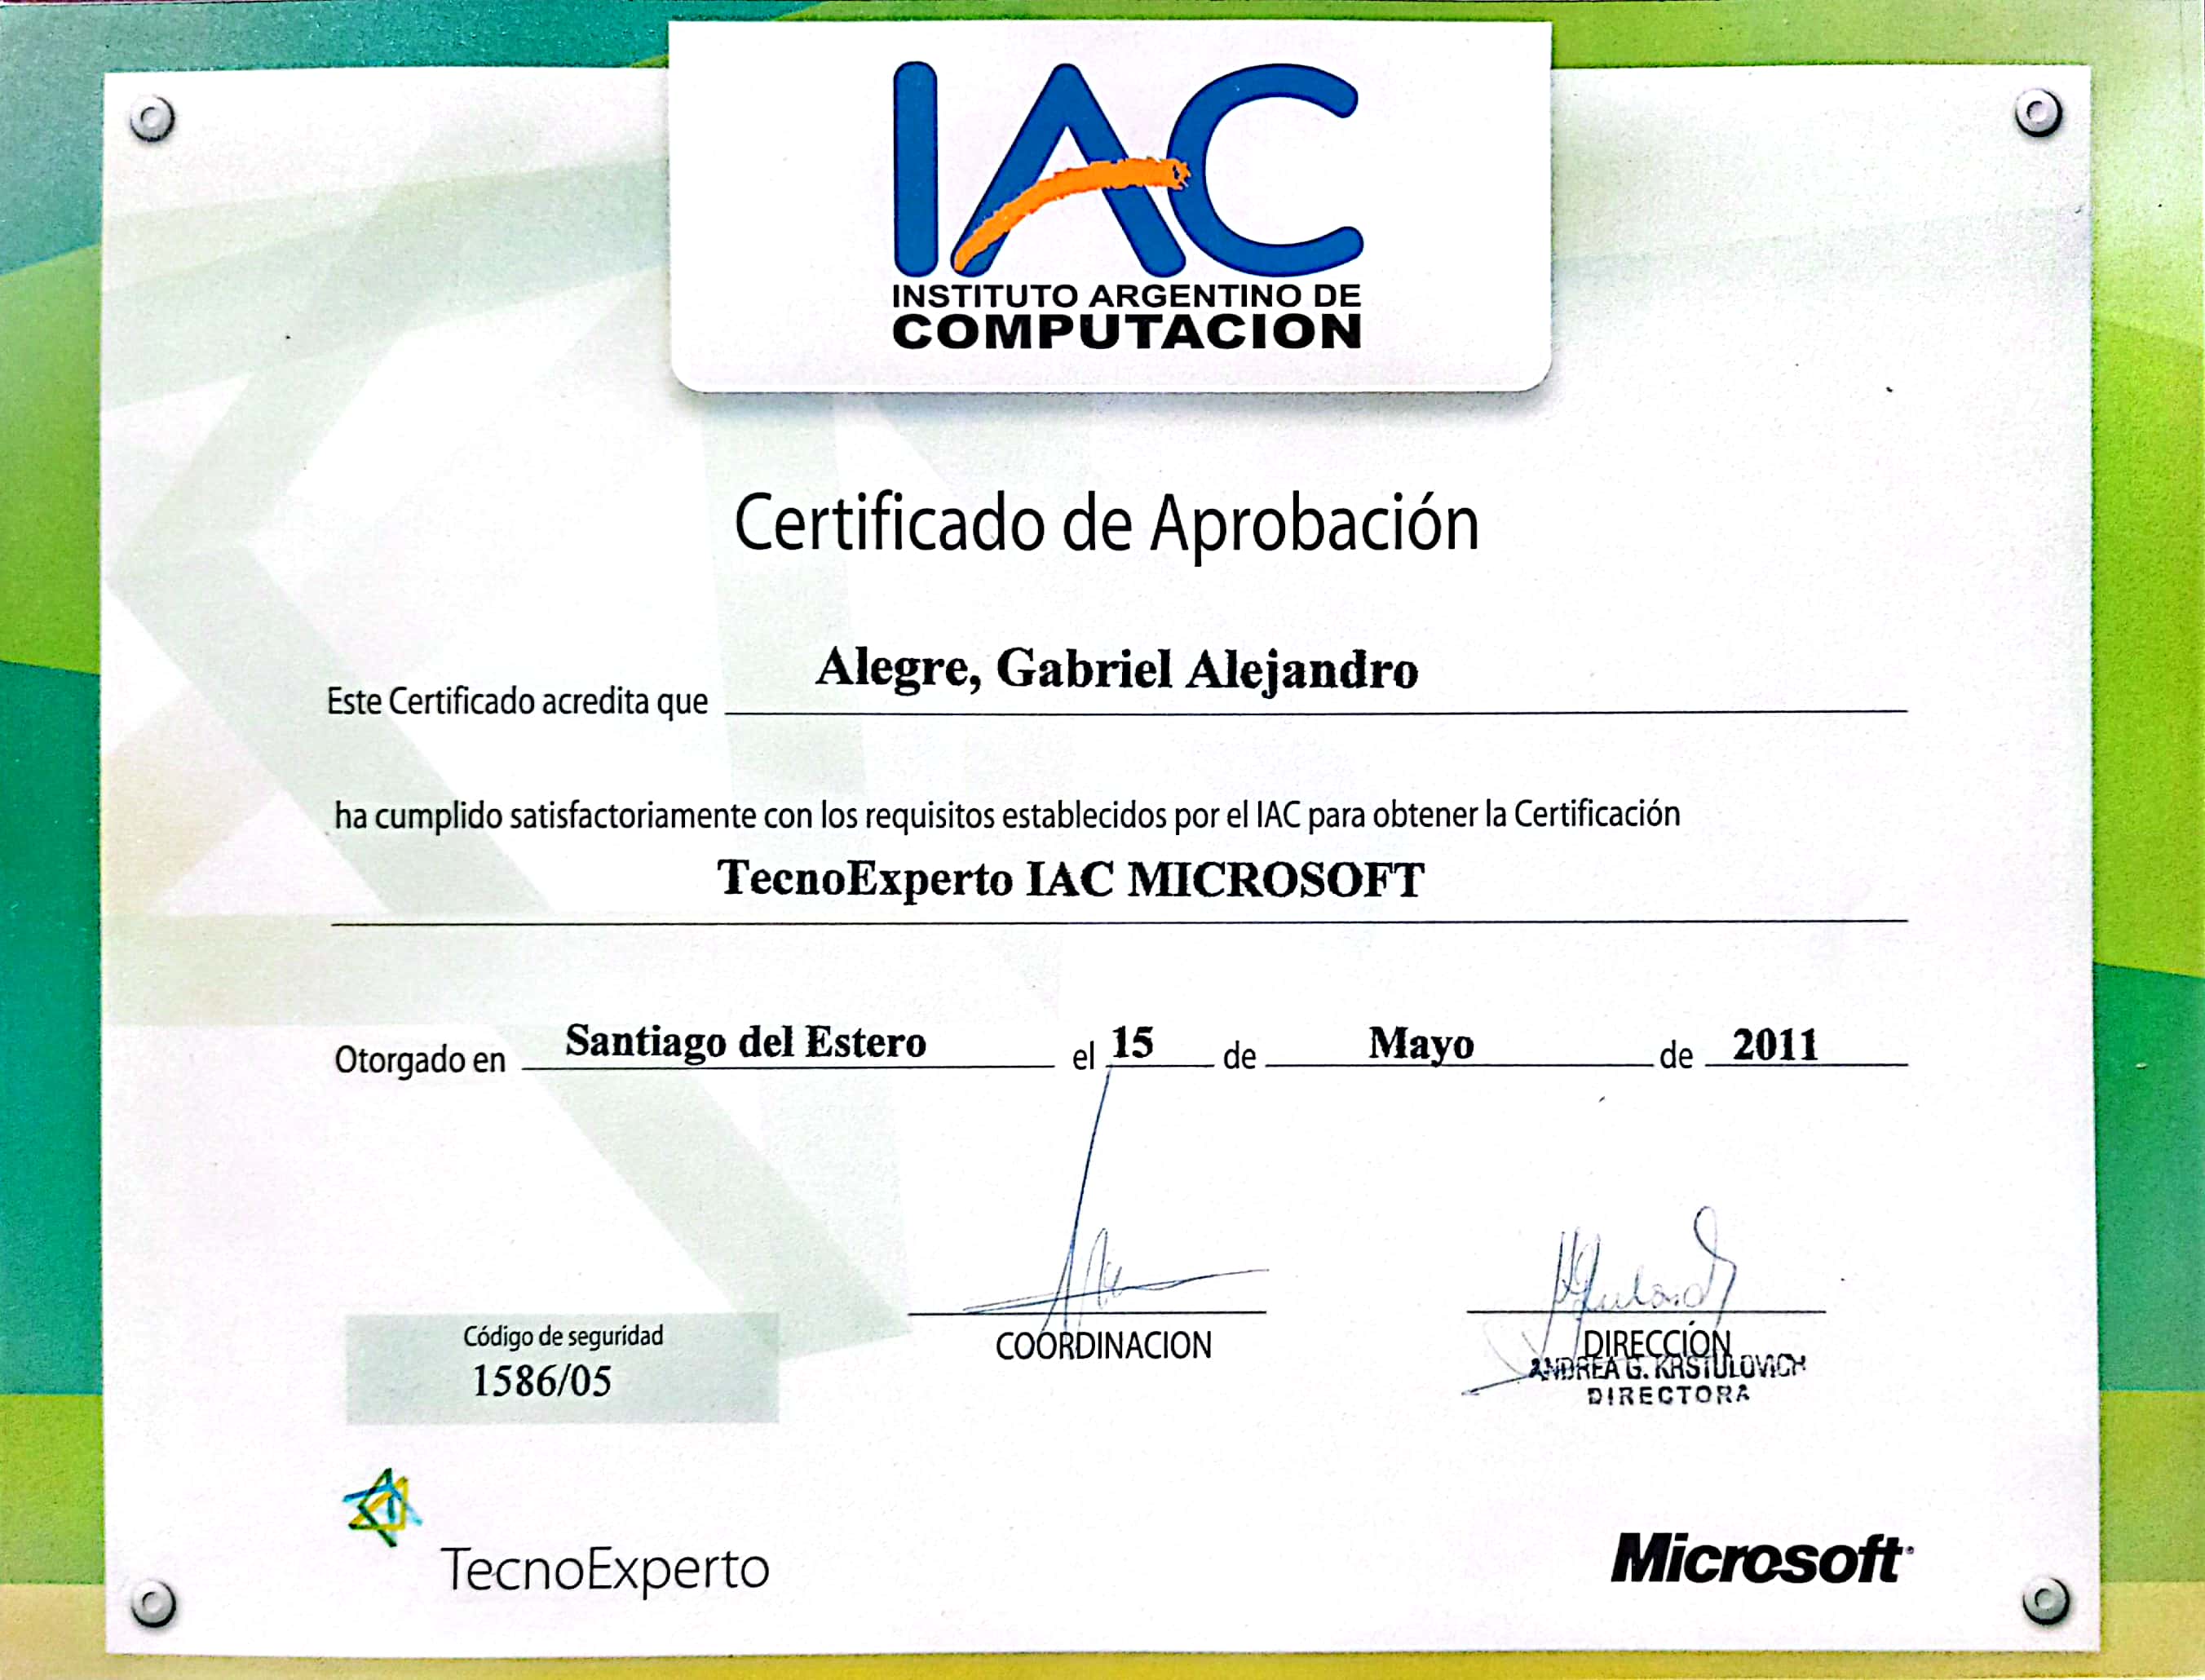 IAC
INSTITUTO ARGENTINO DE
COMPUTACION
Certificado de Aprobación
Este Certificado acredita que Alegre, Gabriel Alejandro
ha cumplido satisfactoriamente con los requisitos establecidos por el IAC para obtener la Certificación
TecnoExperto IAC MICROSOFT
Otorgado en Santiago del Estero el 15 de Mayo de 2011
Código de seguridad
1586/05
COORDINACION
DIRECCIÓN
ANDREA G. KRSTULOVICH
DIRECTORA
TecnoExperto
Microsoft